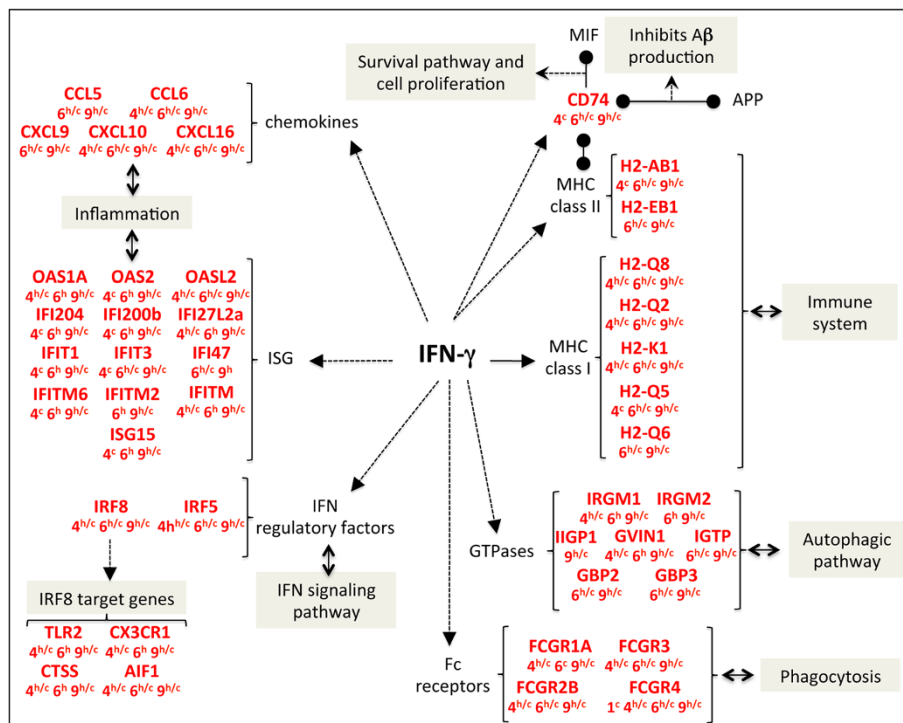 MIF
Inhibits Aβ
production
Survival pathway and
cell proliferation
CD74
4ᶜ 6ʰ/ᶜ 9ʰ/ᶜ
APP
CCL5 CCL6
6ʰ/ᶜ 9ʰ/ᶜ 4ʰ/ᶜ 6ʰ 9ʰ/ᶜ
CXCL9 CXCL10 CXCL16
6ʰ/ᶜ 9ʰ/ᶜ 4ʰ/ᶜ 6ʰ 9ʰ/ᶜ 4ʰ/ᶜ 6ʰ 9ʰ/ᶜ
chemokines
Inflammation
OAS1A OAS2 OASL2
4ʰ/ᶜ 6ʰ 9ʰ/ᶜ 4ᶜ 6ʰ 9ʰ/ᶜ 4ʰ/ᶜ 6ʰ/ᶜ 9ʰ/ᶜ
IFI204 IFI200b IFI27L2a
4ᶜ 6ʰ 9ʰ/ᶜ 4ᶜ 6ʰ 9ʰ/ᶜ 4ʰ/ᶜ 6ʰ 9ʰ/ᶜ
IFIT1 IFIT3 IFI47
4ᶜ 6ʰ 9ʰ/ᶜ 4ᶜ 6ʰ 9ʰ/ᶜ 6ʰ/ᶜ 9ʰ
IFITM6 IFITM2 IFITM
4ᶜ 6ʰ 9ʰ/ᶜ 6ʰ 9ʰ/ᶜ 4ʰ/ᶜ 6ʰ 9ʰ/ᶜ
ISG15
4ᶜ 6ʰ 9ʰ/ᶜ
ISG
IFN-γ
MHC
class II
H2-AB1
4ᶜ 6ʰ/ᶜ 9ʰ/ᶜ
H2-EB1
6ʰ/ᶜ 9ʰ/ᶜ
MHC
class I
H2-Q8
4ʰ/ᶜ 6ʰ/ᶜ 9ʰ/ᶜ
H2-Q2
4ʰ/ᶜ 6ʰ/ᶜ 9ʰ/ᶜ
H2-K1
4ʰ/ᶜ 6ʰ/ᶜ 9ʰ/ᶜ
H2-Q5
4ᶜ 6ʰ/ᶜ 9ʰ/ᶜ
H2-Q6
6ʰ/ᶜ 9ʰ/ᶜ
Immune
system
IRF8 IRF5
4ʰ/ᶜ 6ʰ/ᶜ 9ʰ/ᶜ 4h/ᶜ 6ʰ/ᶜ 9ʰ/ᶜ
IFN
regulatory factors
IFN signaling
pathway
IRF8 target genes
TLR2 CX3CR1
4ʰ/ᶜ 6ʰ 9ʰ/ᶜ 4ʰ/ᶜ 6ʰ 9ʰ/ᶜ
CTSS AIF1
4ʰ/ᶜ 6ʰ 9ʰ/ᶜ 4ʰ/ᶜ 6ʰ/ᶜ 9ʰ/ᶜ
GTPases
IRGM1 IRGM2
4ʰ/ᶜ 6ʰ 9ʰ/ᶜ 6ʰ 9ʰ/ᶜ
IIGP1 GVIN1 IGTP
9ʰ/ᶜ 4ʰ/ᶜ 6ʰ 9ʰ/ᶜ 6ʰ/ᶜ 9ʰ/ᶜ
GBP2 GBP3
6ʰ/ᶜ 9ʰ/ᶜ 6ʰ/ᶜ 9ʰ/ᶜ
Autophagic
pathway
Fc
receptors
FCGR1A FCGR3
4ʰ/ᶜ 6ᶜ 9ʰ/ᶜ 4ʰ/ᶜ 6ʰ/ᶜ 9ʰ/ᶜ
FCGR2B FCGR4
4ʰ/ᶜ 6ʰ/ᶜ 9ʰ/ᶜ 1ᶜ 4ʰ/ᶜ 6ʰ/ᶜ 9ʰ/ᶜ
Phagocytosis